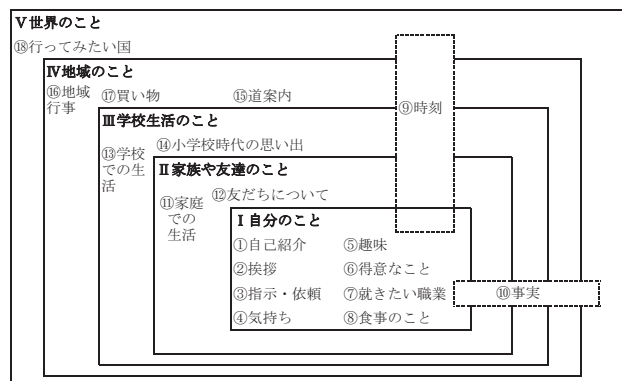 Ⅴ世界のこと
⑱行ってみたい国
Ⅳ地域のこと
⑯地域
行事
⑰買い物
⑮道案内
⑨時刻
Ⅲ学校生活のこと
⑬学校
での生
活
⑭小学校時代の思い出
Ⅱ家族や友達のこと
⑪家庭
での
生活
⑫友だちについて
Ⅰ自分のこと
①自己紹介
⑤趣味
②挨拶
⑥得意なこと
③指示・依頼
⑦就きたい職業
⑩事実
④気持ち
⑧食事のこと